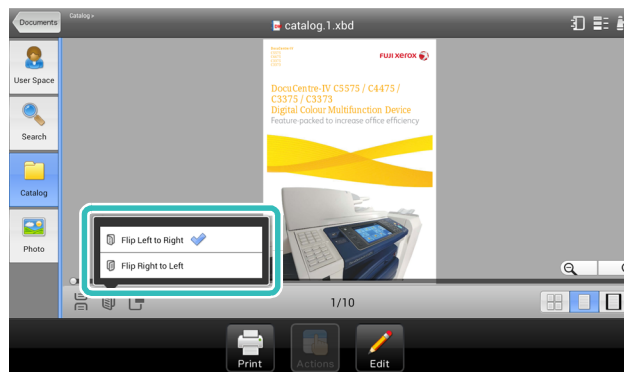 Documents
Catalog
catalog.1.xbd
User Space
Search
Catalog
Photo
FUJI XEROX
DocuCentre-IV C5575 / C4475 /
C3375 / C3373
Digital Colour Multifunction Device
Feature-packed to increase office efficiency
Flip Left to Right
Flip Right to Left
1/10
Print
Actions
Edit